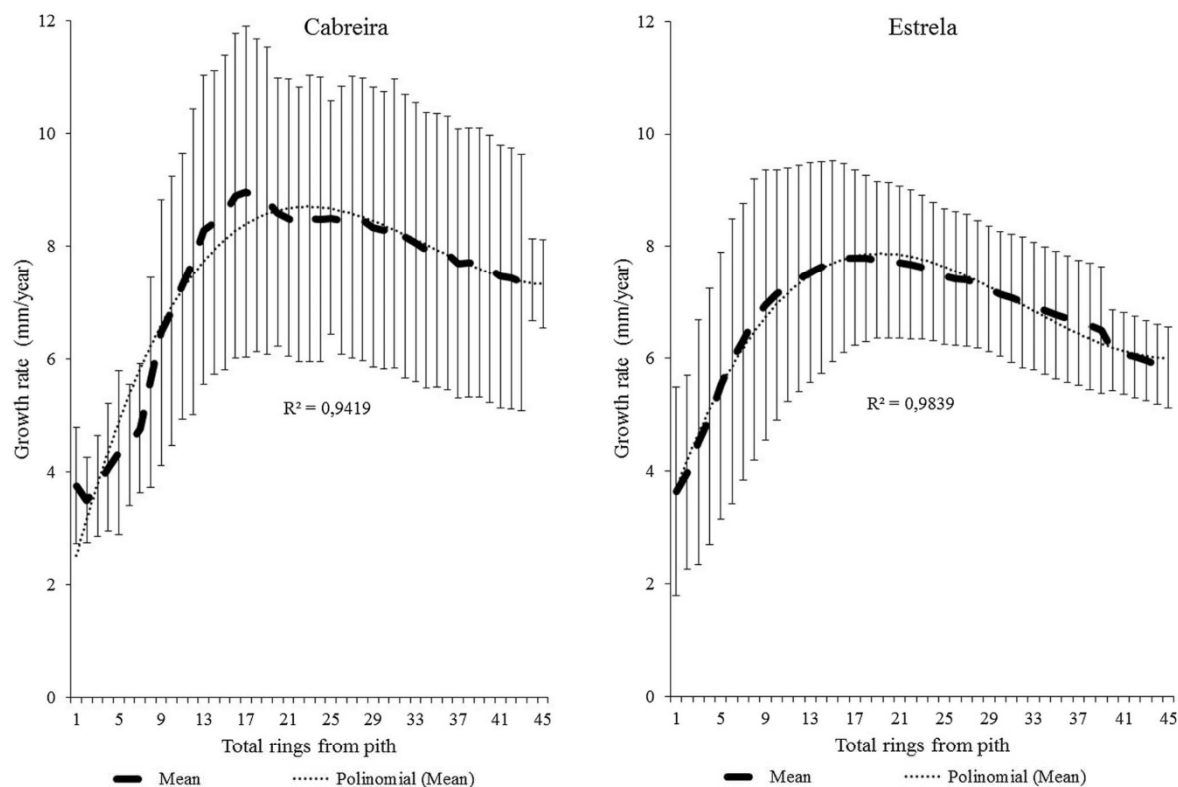 Cabreira
12
10
8
6
4
2
0
Growth rate (mm/year)
R² = 0,9419
1 5 9 13 17 21 25 29 33 37 41 45
Total rings from pith
Mean Polinomial (Mean)
Estrela
12
10
8
6
4
2
0
Growth rate (mm/year)
R² = 0,9839
1 5 9 13 17 21 25 29 33 37 41 45
Total rings from pith
Mean Polinomial (Mean)